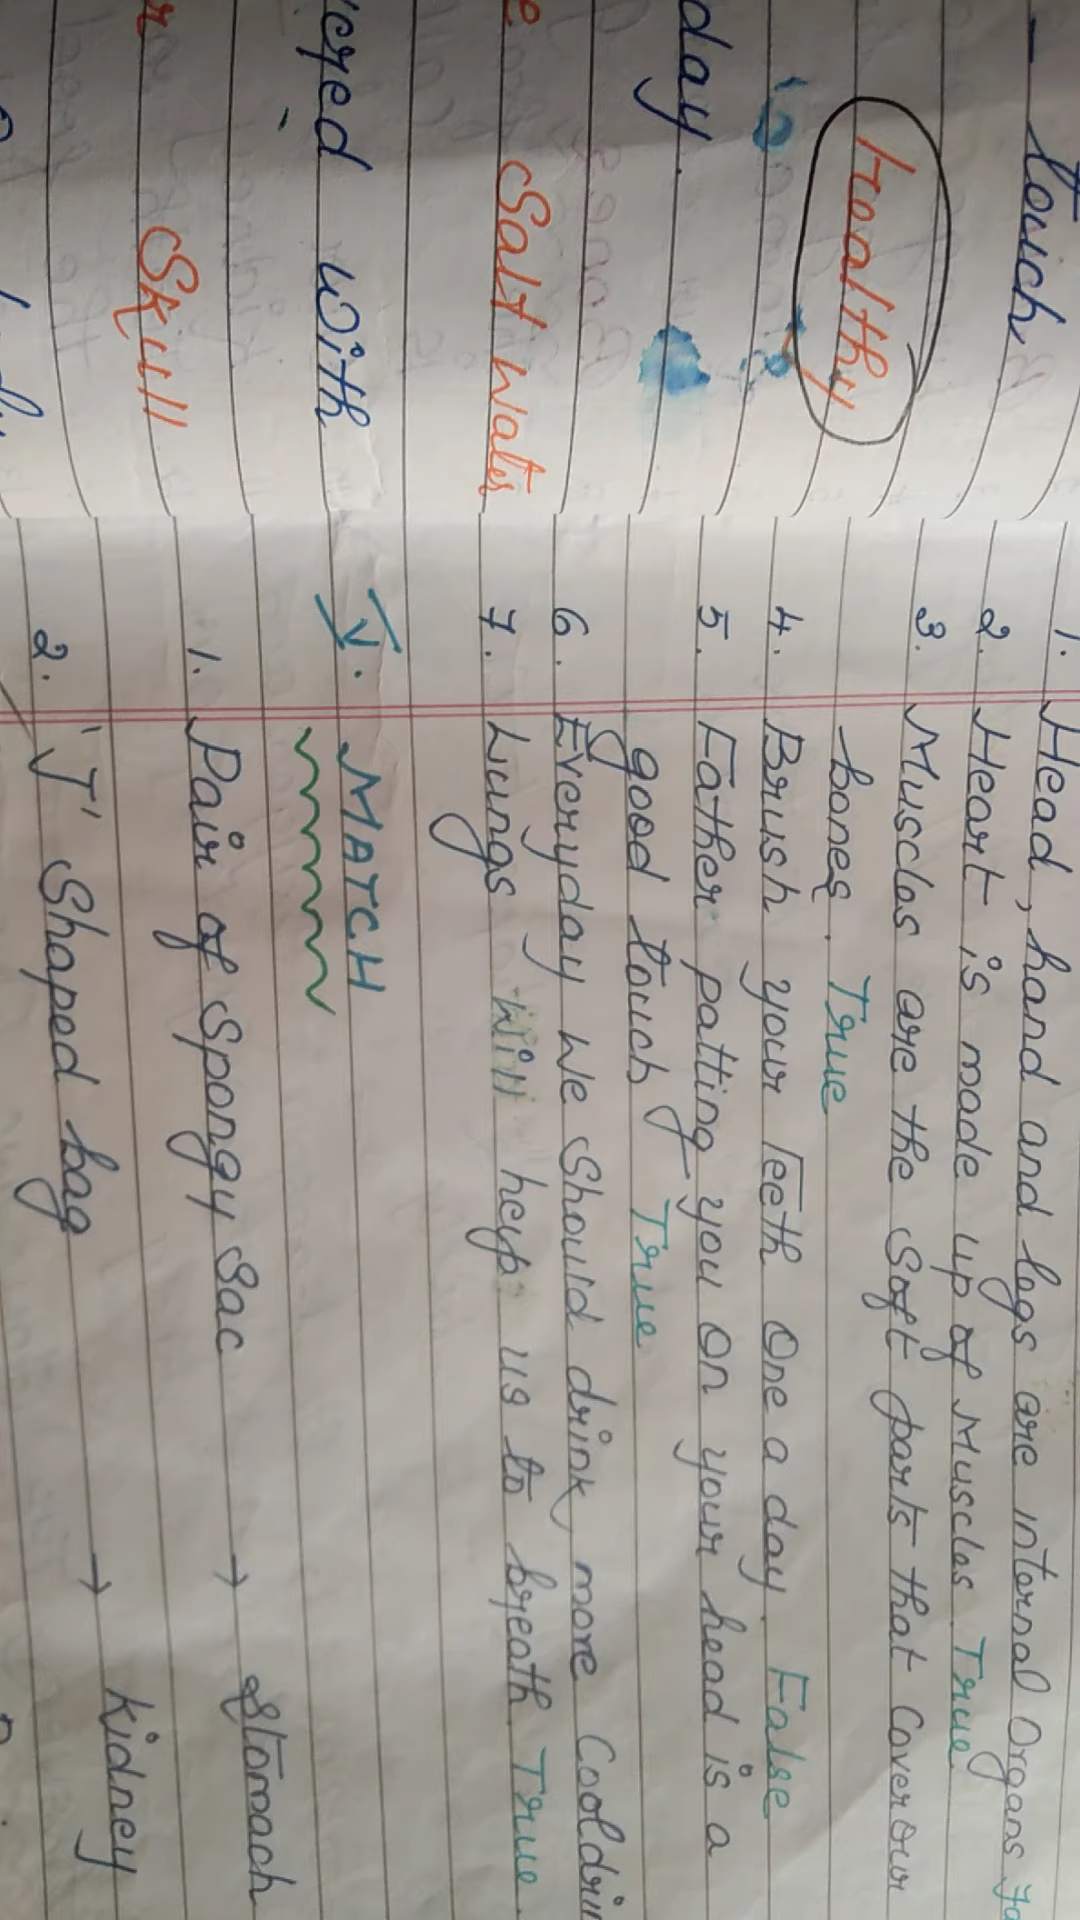 touch
Healthy
day.
Salt water
with
Skull
1. Head, hand and legs are internal Organs
2. Heart is made up of Muscles. True
3. Muscles are the Soft parts that Cover our
bones. True
4. Brush your Teeth One a day. False
5. Father patting you on your head is a
good touch True
6. Everyday We Should drink more
7. Lungs will heyp us to breath. True.
V. MATCH
1. Pair of Spongy Sac → Stomach
2. 'J' Shaped bag → kidney